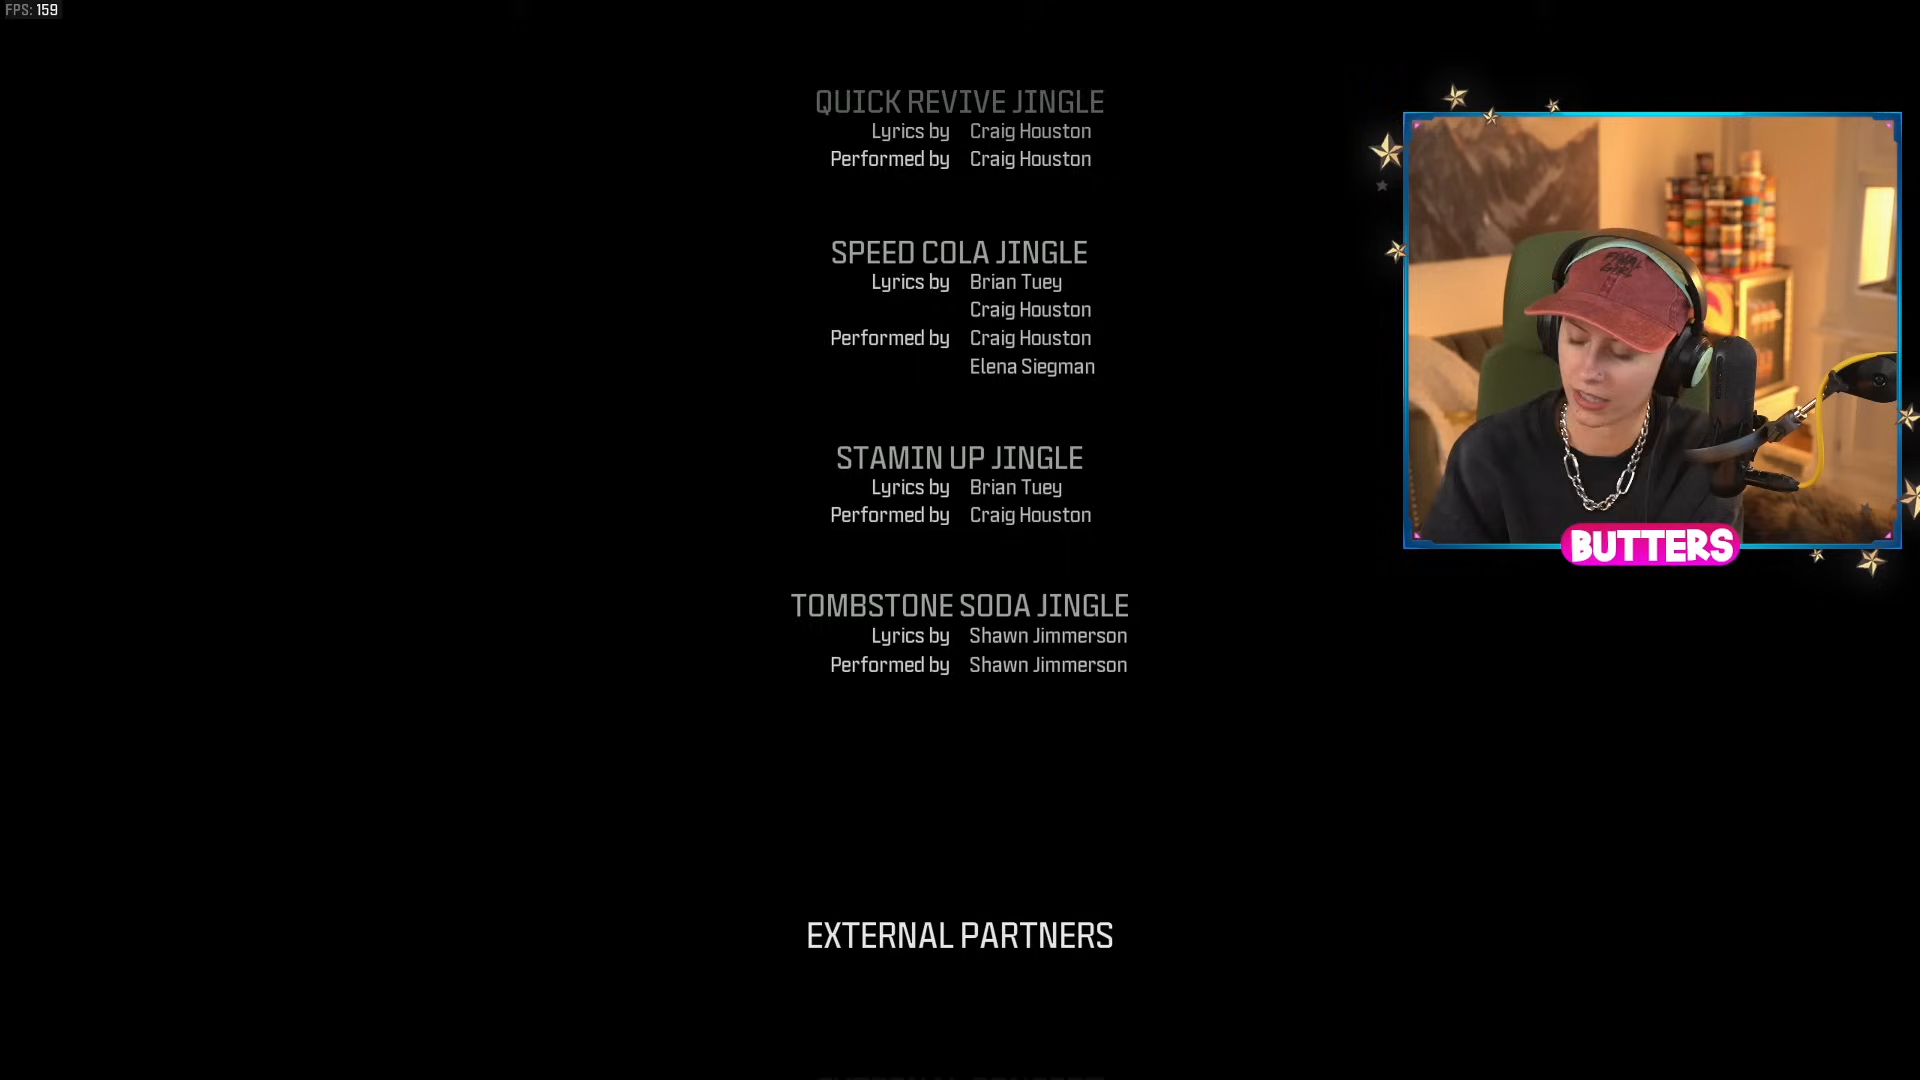 FPS: 159
QUICK REVIVE JINGLE
Lyrics by Craig Houston
Performed by Craig Houston
SPEED COLA JINGLE
Lyrics by Brian Tuey
Craig Houston
Performed by Craig Houston
Elena Siegman
STAMIN UP JINGLE
Lyrics by Brian Tuey
Performed by Craig Houston
TOMBSTONE SODA JINGLE
Lyrics by Shawn Jimmerson
Performed by Shawn Jimmerson
EXTERNAL PARTNERS
FINAL GIRL
BUTTERS